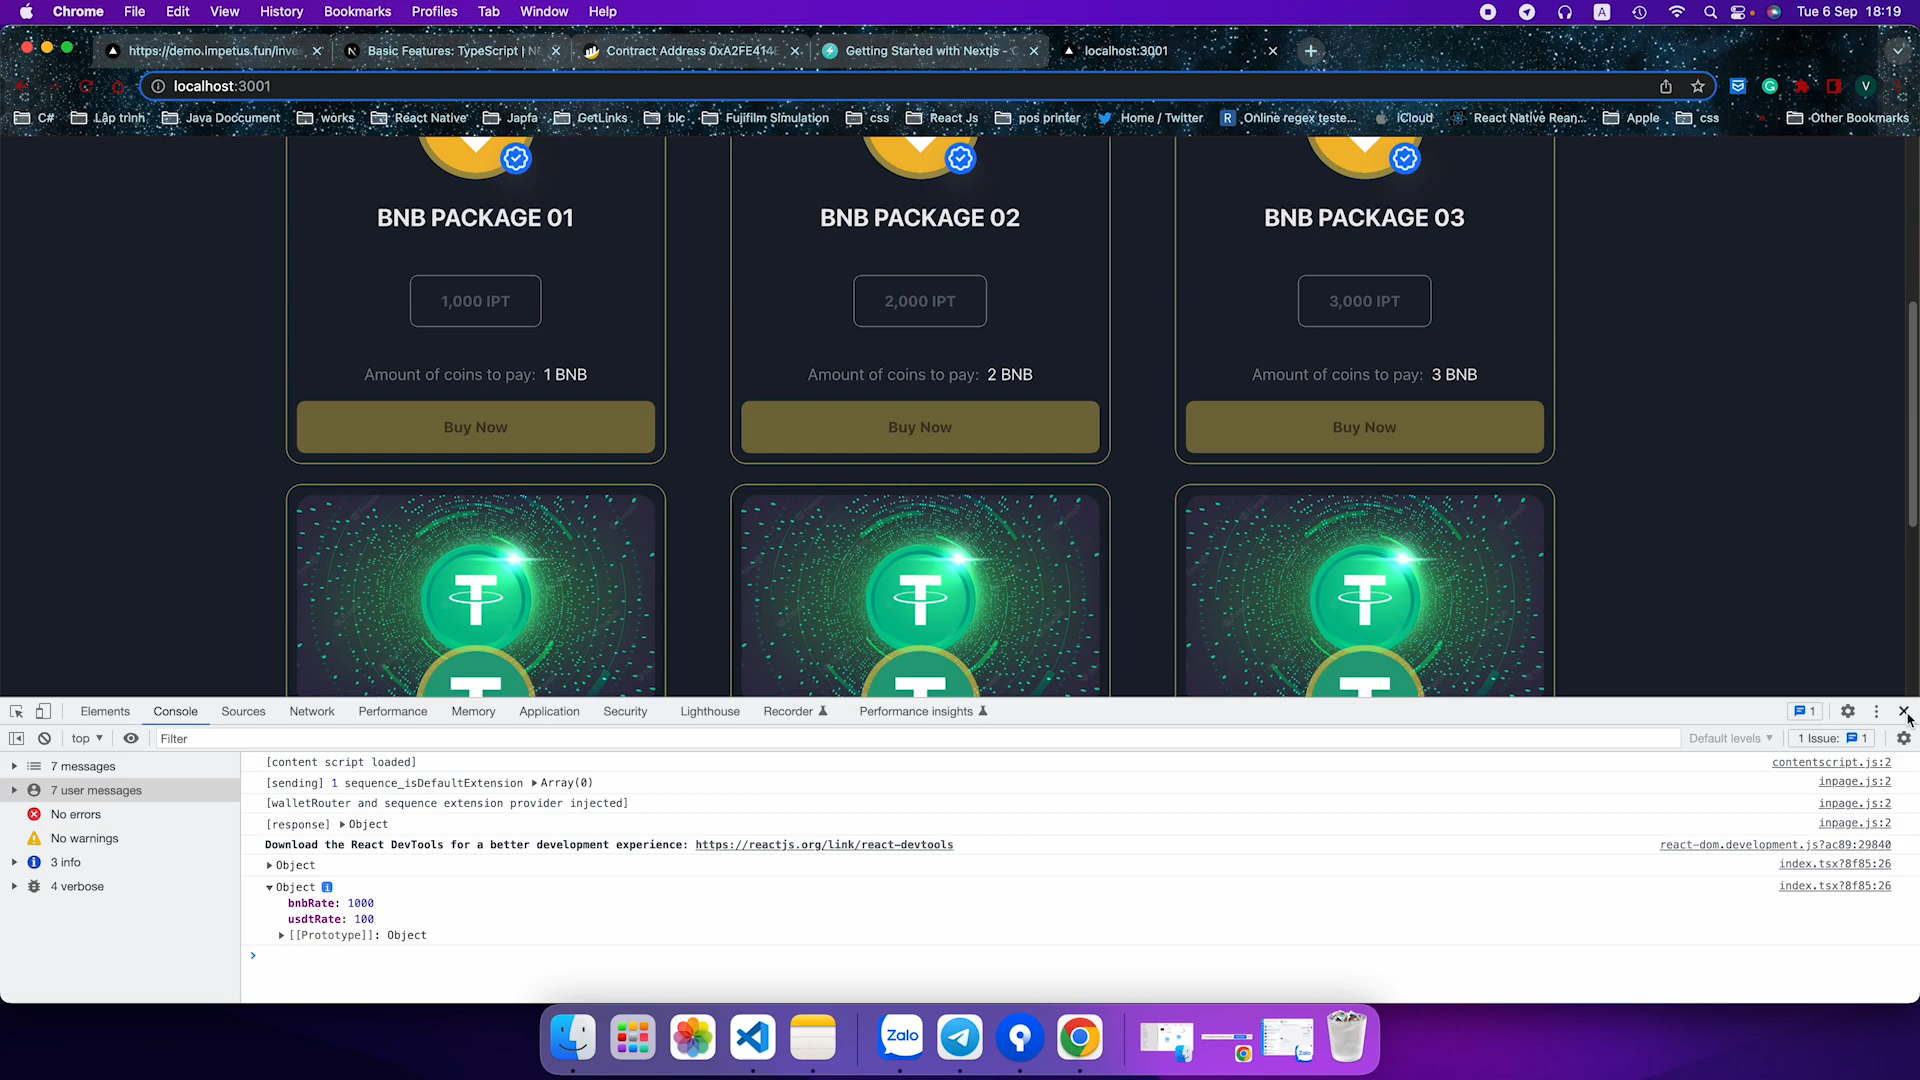 Chrome File Edit View History Bookmarks Profiles Tab Window Help A Tue 6 Sep 18:19
https://demo.impetus.fun/inve Basic Features: TypeScript | N Contract Address 0xA2FE414E Getting Started with Nextjs - C localhost:3001
localhost:3001 V
C# Lập trình Java Document works React Native Japfa GetLinks blc Fujifilm Simulation css React Js pos printer Home / Twitter R Online regex teste... iCloud React Native Rean... Apple css Other Bookmarks
BNB PACKAGE 01 BNB PACKAGE 02 BNB PACKAGE 03
1,000 IPT 2,000 IPT 3,000 IPT
Amount of coins to pay: 1 BNB Amount of coins to pay: 2 BNB Amount of coins to pay: 3 BNB
Buy Now Buy Now Buy Now
Elements Console Sources Network Performance Memory Application Security Lighthouse Recorder Performance insights 1
top Filter Default levels 1 Issue: 1
7 messages
7 user messages
No errors
No warnings
3 info
4 verbose
[content script loaded] contentscript.js:2
[sending] 1 sequence_isDefaultExtension Array(0) inpage.js:2
[walletRouter and sequence extension provider injected] inpage.js:2
[response] Object inpage.js:2
Download the React DevTools for a better development experience: https://reactjs.org/link/react-devtools react-dom.development.js?ac89:29840
Object index.tsx?8f85:26
Object i index.tsx?8f85:26
bnbRate: 1000
usdtRate: 100
[[Prototype]]: Object
Zalo